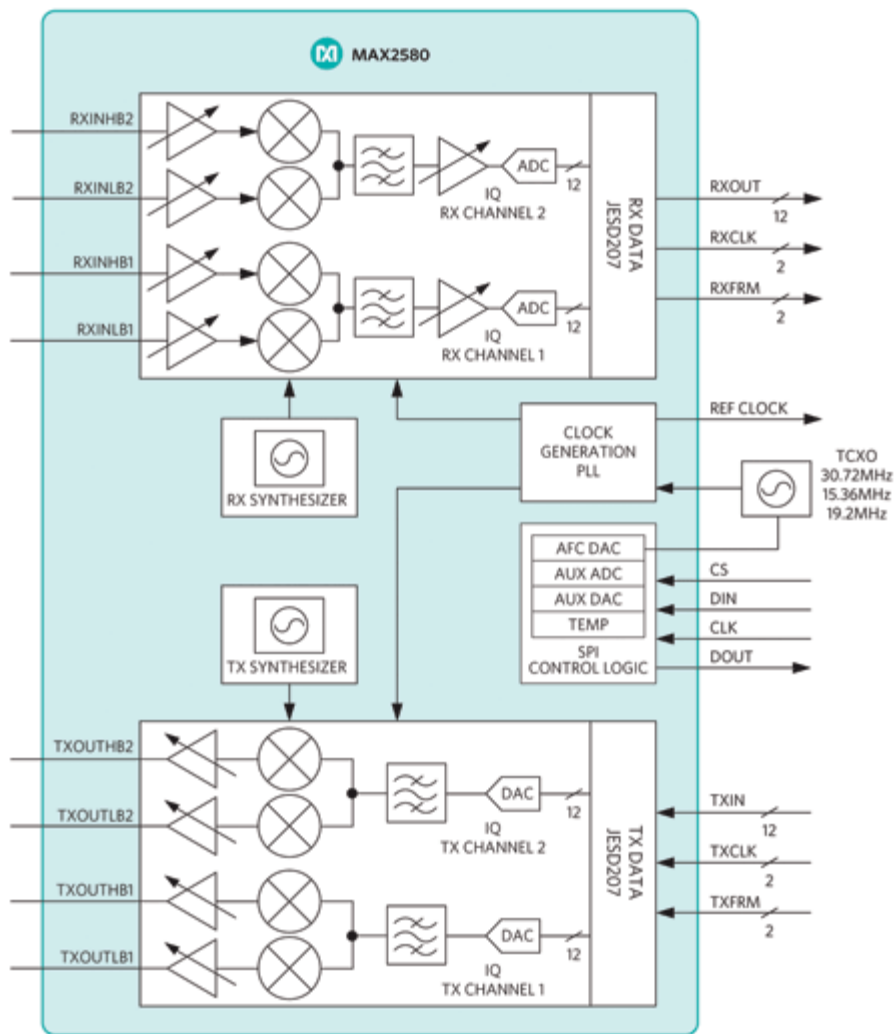 MAX2580
RXINHB2
RXINLB2
RXINHB1
RXINLB1
ADC
12
IQ
RX CHANNEL 2
ADC
12
IQ
RX CHANNEL 1
RX DATA
JESD207
RXOUT
12
RXCLK
2
RXFRM
2
RX SYNTHESIZER
CLOCK
GENERATION
PLL
REF CLOCK
TCXO
30.72MHz
15.36MHz
19.2MHz
AFC DAC
AUX ADC
AUX DAC
TEMP
SPI
CONTROL LOGIC
CS
DIN
CLK
DOUT
TX SYNTHESIZER
TXOUTHB2
TXOUTLB2
TXOUTHB1
TXOUTLB1
DAC
12
IQ
TX CHANNEL 2
DAC
12
IQ
TX CHANNEL 1
TX DATA
JESD207
TXIN
12
TXCLK
2
TXFRM
2